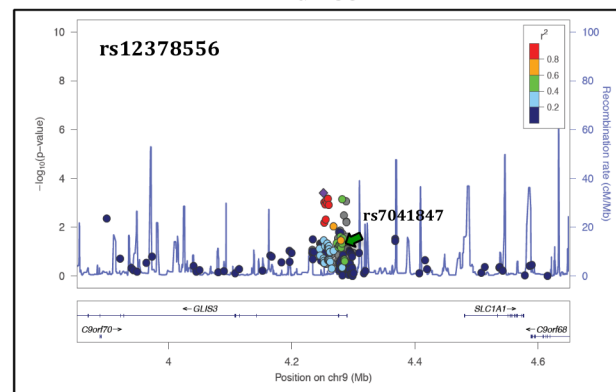 rs12378556
r²
0.8
0.6
0.4
0.2
rs7041847
10
8
6
4
2
0
−log₁₀(p−value)
100
80
60
40
20
0
Recombination rate (cM/Mb)
←GLIS3
SLC1A1→
C9orf70→
←C9orf68
4
4.2
4.4
4.6
Position on chr9 (Mb)